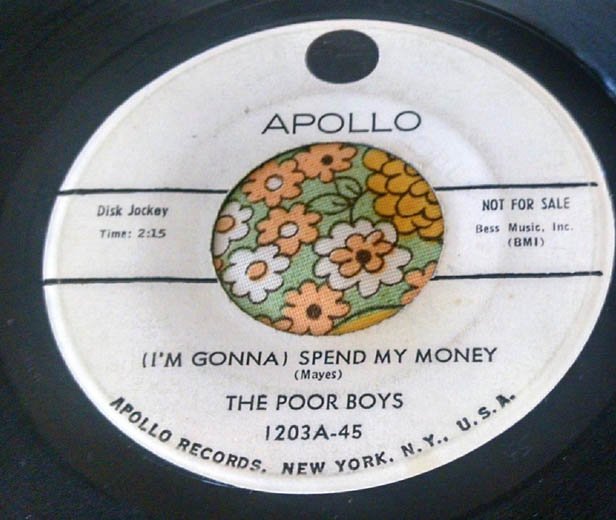 APOLLO
Disk Jockey
Time: 2:15
NOT FOR SALE
Bess Music, Inc.
(BMI)
(I'M GONNA) SPEND MY MONEY
(Mayes)
THE POOR BOYS
1203A-45
APOLLO RECORDS. NEW YORK. N.Y., U.S.A.